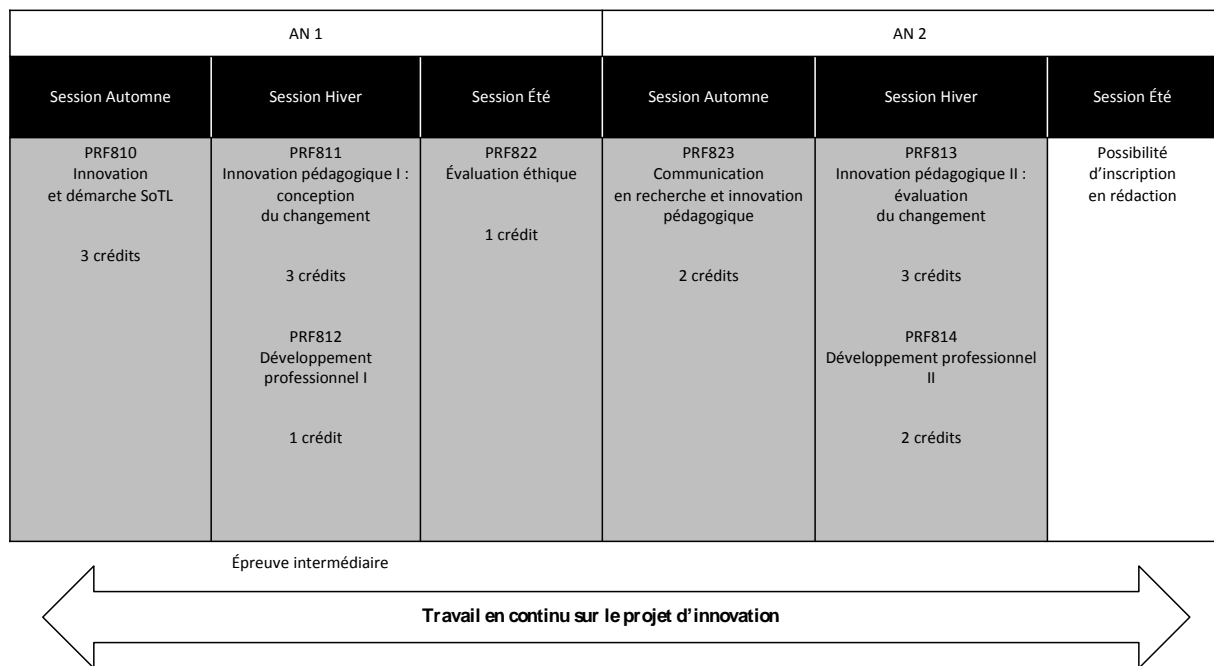 AN 1
AN 2
Session Automne
Session Hiver
Session Été
Session Automne
Session Hiver
Session Été
PRF810
Innovation
et démarche SoTL
3 crédits
PRF811
Innovation pédagogique I :
conception
du changement
3 crédits
PRF812
Développement
professionnel I
1 crédit
PRF822
Évaluation éthique
1 crédit
PRF823
Communication
en recherche et innovation
pédagogique
2 crédits
PRF813
Innovation pédagogique II :
évaluation
du changement
3 crédits
PRF814
Développement professionnel
II
2 crédits
Possibilité
d’inscription
en rédaction
Épreuve intermédiaire
Travail en continu sur le projet d’innovation